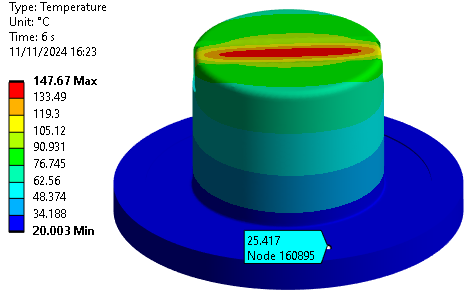 Type: Temperature
Unit: °C
Time: 6 s
11/11/2024 16:23
147.67 Max
133.49
119.3
105.12
90.931
76.745
62.56
48.374
34.188
20.003 Min
25.417
Node 160895